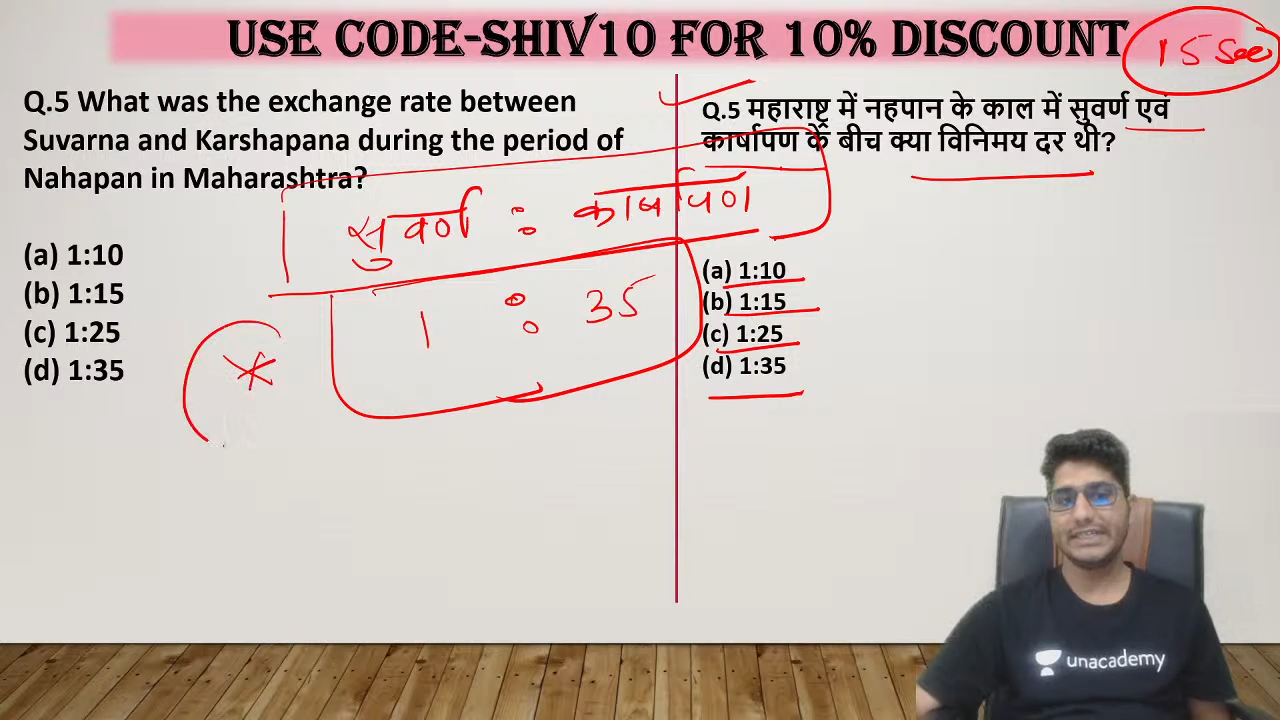 USE CODE-SHIV10 FOR 10% DISCOUNT
15 See
Q.5 What was the exchange rate between
Suvarna and Karshapana during the period of
Nahapan in Maharashtra?
(a) 1:10
(b) 1:15
(c) 1:25
(d) 1:35
Q.5 महाराष्ट्र में नहपान के काल में सुवर्ण एवं
कार्षापण के बीच क्या विनिमय दर थी?
(a) 1:10
(b) 1:15
(c) 1:25
(d) 1:35
सुवर्ण : कार्षापण
1 : 35
unacademy